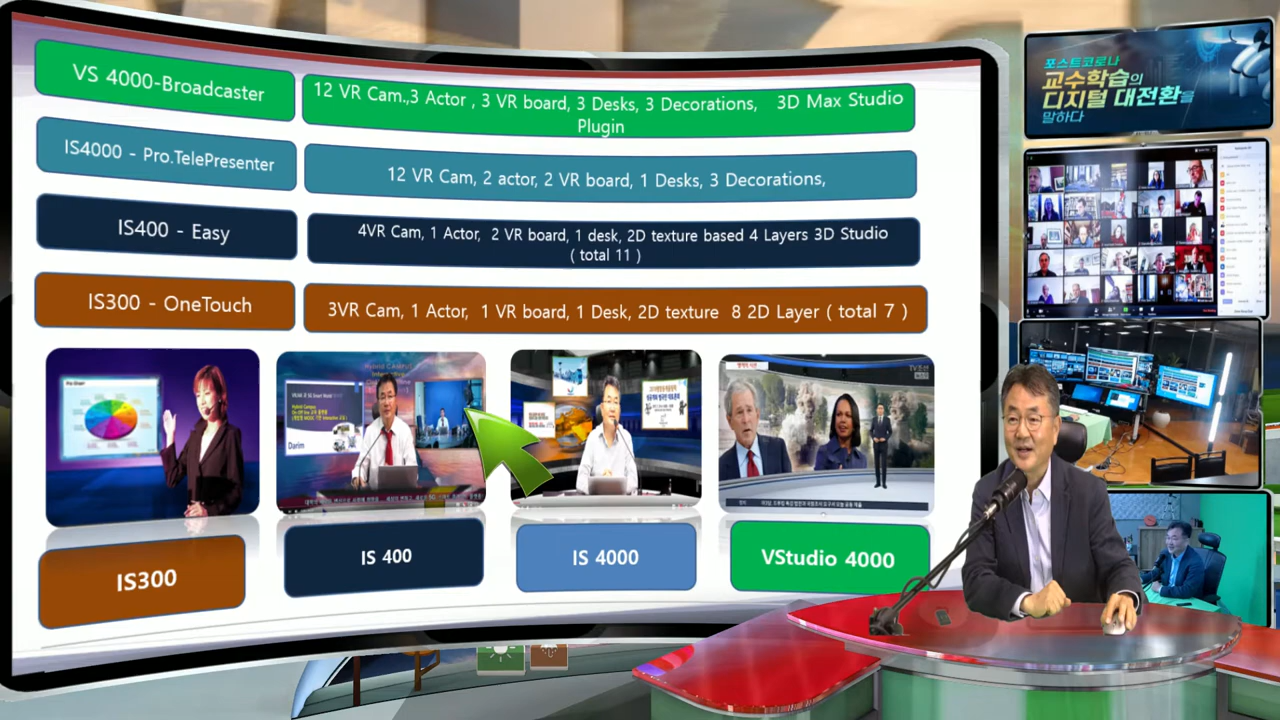 VS 4000-Broadcaster
12 VR Cam.,3 Actor , 3 VR board, 3 Desks, 3 Decorations, 3D Max Studio
Plugin
IS4000 - Pro.TelePresenter
12 VR Cam, 2 actor, 2 VR board, 1 Desks, 3 Decorations,
IS400 - Easy
4VR Cam, 1 Actor, 2 VR board, 1 desk, 2D texture based 4 Layers 3D Studio
( total 11 )
IS300 - OneTouch
3VR Cam, 1 Actor, 1 VR board, 1 Desk, 2D texture 8 2D Layer ( total 7 )
Darim
TV조선
IS300
IS 400
IS 4000
VStudio 4000
포스트코로나
교수학습의
디지털 대전환을
말하다